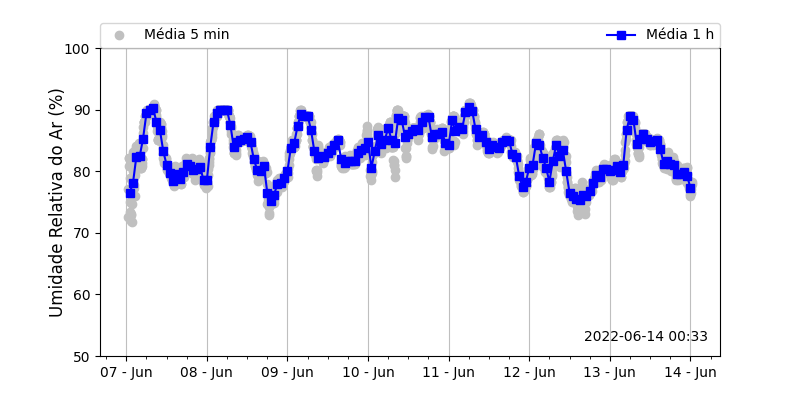 Média 5 min
Média 1 h
Umidade Relativa do Ar (%)
100
90
80
70
60
50
2022-06-14 00:33
07 - Jun
08 - Jun
09 - Jun
10 - Jun
11 - Jun
12 - Jun
13 - Jun
14 - Jun